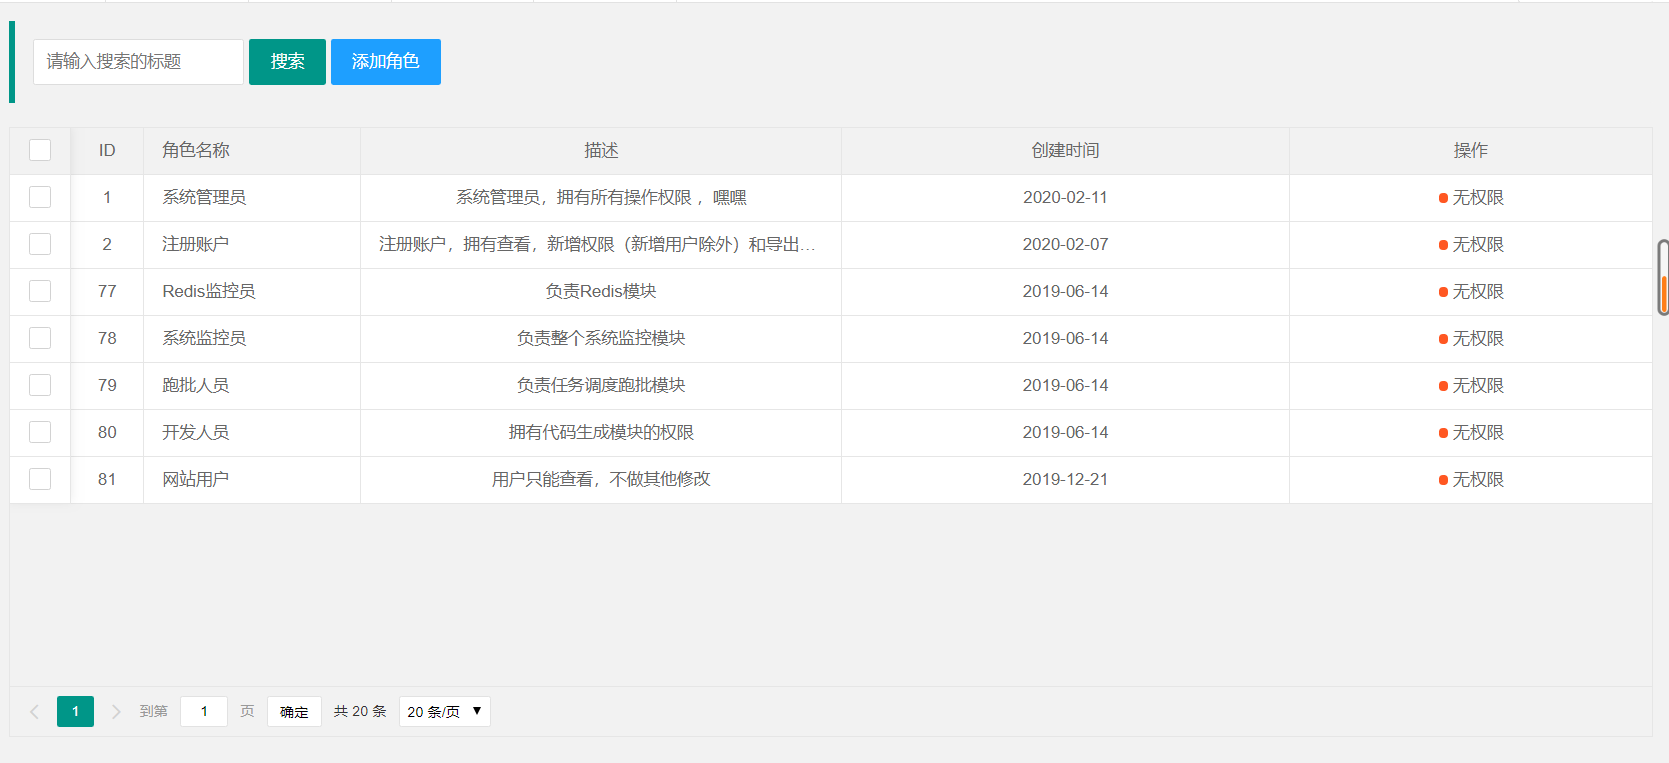 请输入搜索的标题 搜索 添加角色
ID 角色名称 描述 创建时间 操作
1 系统管理员 系统管理员，拥有所有操作权限 ，嘿嘿 2020-02-11 无权限
2 注册账户 注册账户，拥有查看，新增权限（新增用户除外）和导出... 2020-02-07 无权限
77 Redis监控员 负责Redis模块 2019-06-14 无权限
78 系统监控员 负责整个系统监控模块 2019-06-14 无权限
79 跑批人员 负责任务调度跑批模块 2019-06-14 无权限
80 开发人员 拥有代码生成模块的权限 2019-06-14 无权限
81 网站用户 用户只能查看，不做其他修改 2019-12-21 无权限
1 到第 1 页 确定 共 20 条 20 条/页